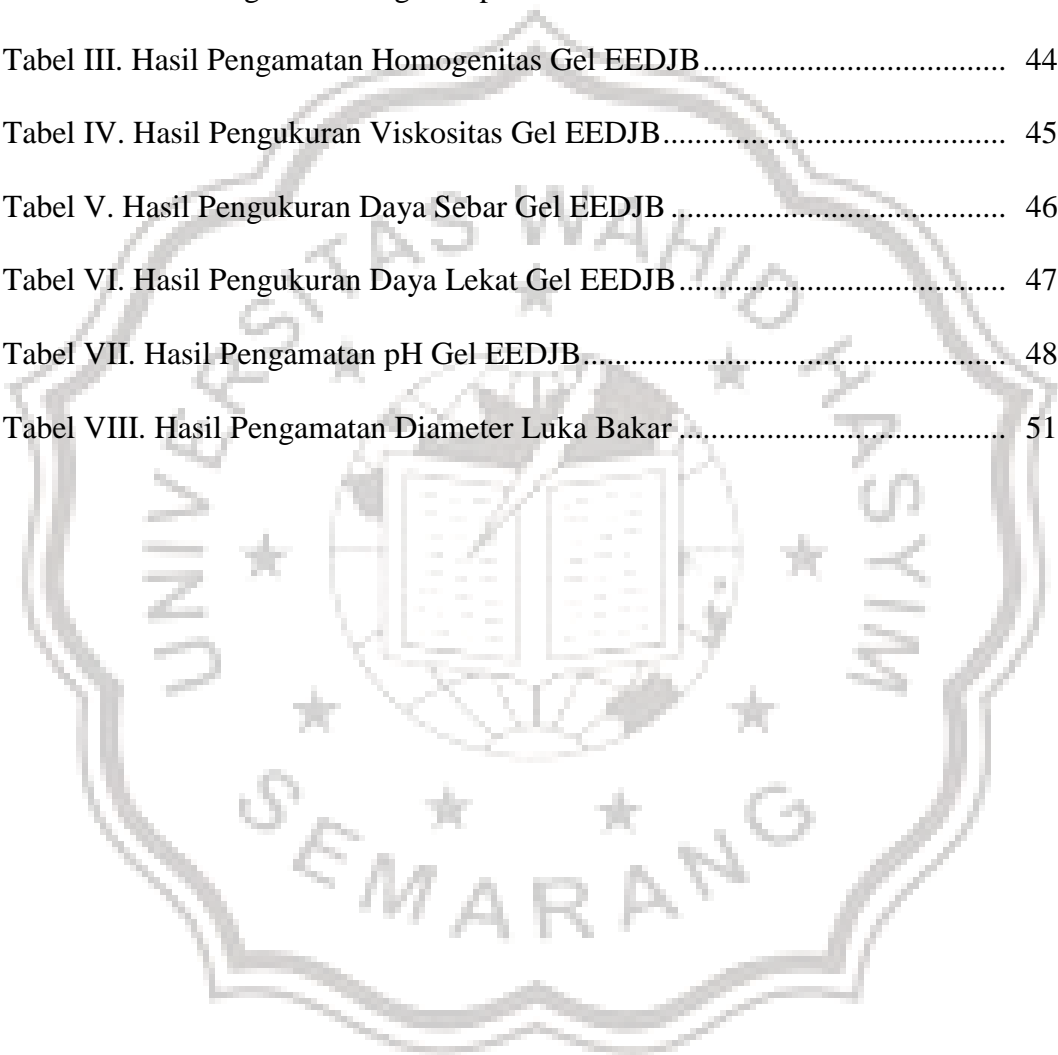 Tabel III. Hasil Pengamatan Homogenitas Gel EEDJB.................................... 44
Tabel IV. Hasil Pengukuran Viskositas Gel EEDJB......................................... 45
Tabel V. Hasil Pengukuran Daya Sebar Gel EEDJB ........................................ 46
Tabel VI. Hasil Pengukuran Daya Lekat Gel EEDJB....................................... 47
Tabel VII. Hasil Pengamatan pH Gel EEDJB................................................... 48
Tabel VIII. Hasil Pengamatan Diameter Luka Bakar ....................................... 51
UNIVERSITAS WAHID HASYIM
SEMARANG